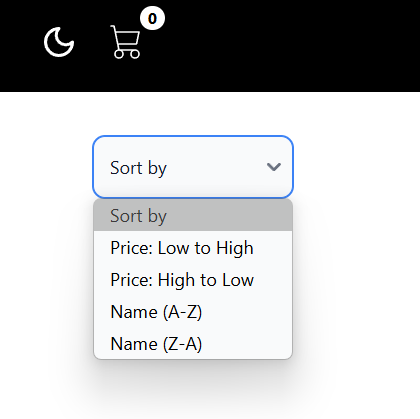 0
Sort by
Sort by
Price: Low to High
Price: High to Low
Name (A-Z)
Name (Z-A)